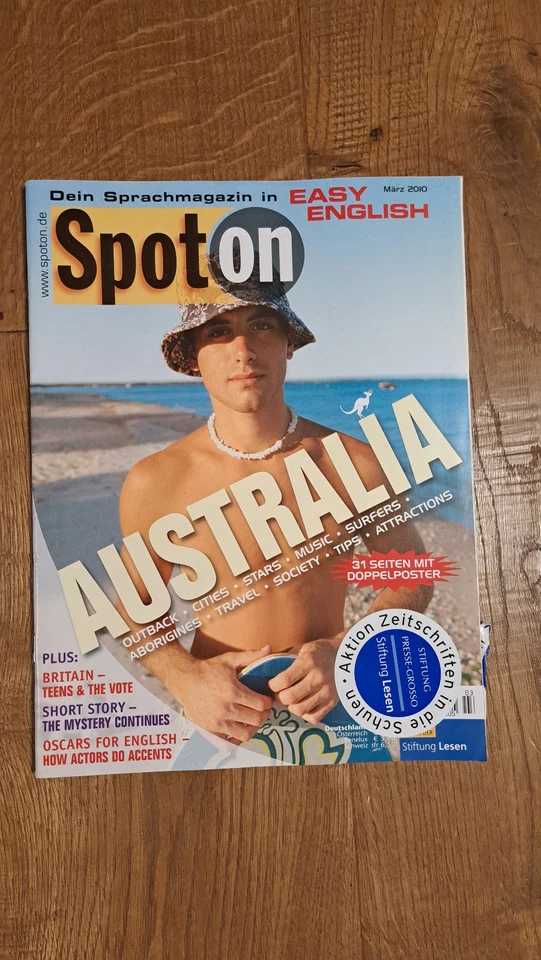 Dein Sprachmagazin in EASY ENGLISH
März 2010
www.spoton.de
Spot on
AUSTRALIA
OUTBACK • CITIES • STARS • MUSIC • SURFERS •
ABORIGINES • TRAVEL • SOCIETY • TIPS • ATTRACTIONS
31 SEITEN MIT
DOPPELPOSTER
PLUS:
BRITAIN –
TEENS & THE VOTE
SHORT STORY –
THE MYSTERY CONTINUES
OSCARS FOR ENGLISH –
HOW ACTORS DO ACCENTS
• Aktion Zeitschriften in die Schulen
STIFTUNG
PRESSE-GROSSO
Stiftung Lesen
03
Deutschland
Österreich
Stiftung Lesen